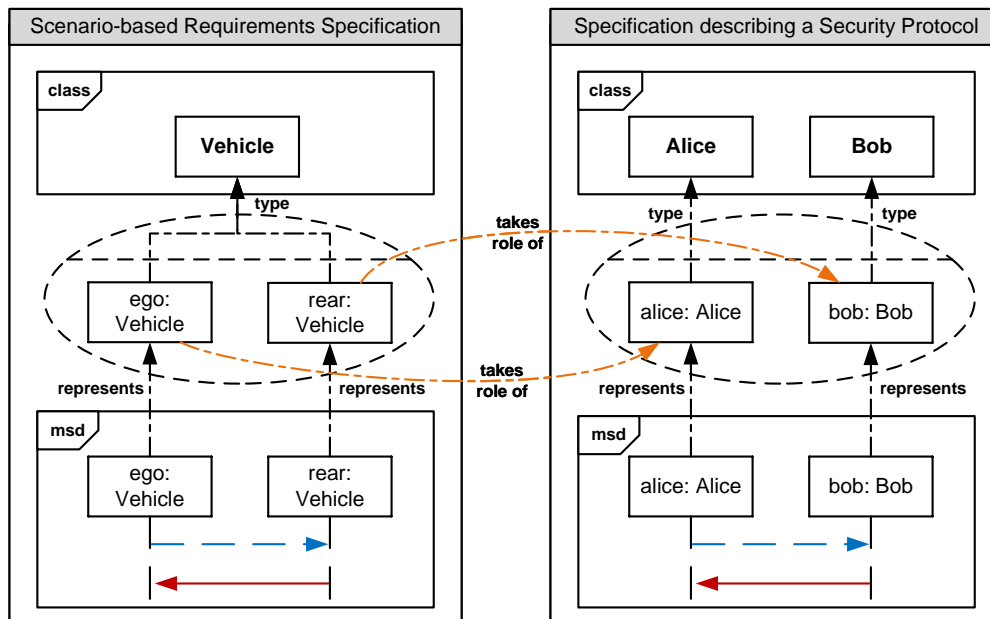 Scenario-based Requirements Specification
class
Vehicle
type
ego:
Vehicle
rear:
Vehicle
represents
represents
msd
ego:
Vehicle
rear:
Vehicle
takes
role of
takes
role of
Specification describing a Security Protocol
class
Alice
Bob
type
type
alice: Alice
bob: Bob
represents
represents
msd
alice: Alice
bob: Bob